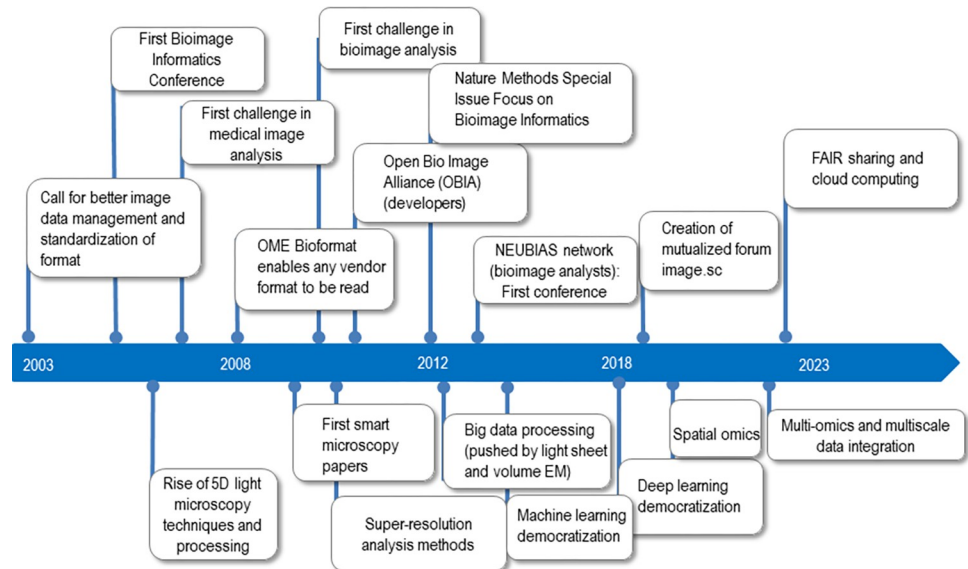 First Bioimage
Informatics
Conference
First challenge in
bioimage analysis
First challenge in
medical image
analysis
Nature Methods Special
Issue Focus on
Bioimage Informatics
Call for better image
data management and
standardization of
format
OME Bioformat
enables any vendor
format to be read
Open Bio Image
Alliance (OBIA)
(developers)
NEUBIAS network
(bioimage analysts):
First conference
Creation of
mutualized forum
image.sc
FAIR sharing and
cloud computing
2003
2008
2012
2018
2023
Rise of 5D light
microscopy
techniques and
processing
First smart
microscopy
papers
Super-resolution
analysis methods
Big data processing
(pushed by light sheet
and volume EM)
Machine learning
democratization
Deep learning
democratization
Spatial omics
Multi-omics and multiscale
data integration